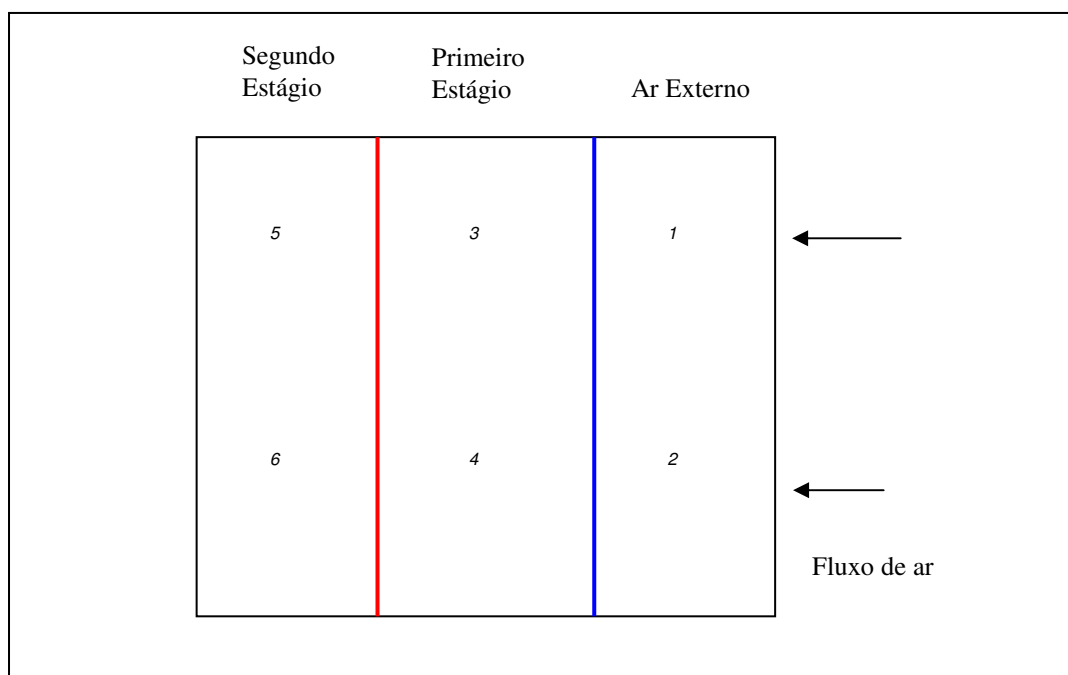 Segundo
Estágio
Primeiro
Estágio
Ar Externo
5
3
1
6
4
2
Fluxo de ar